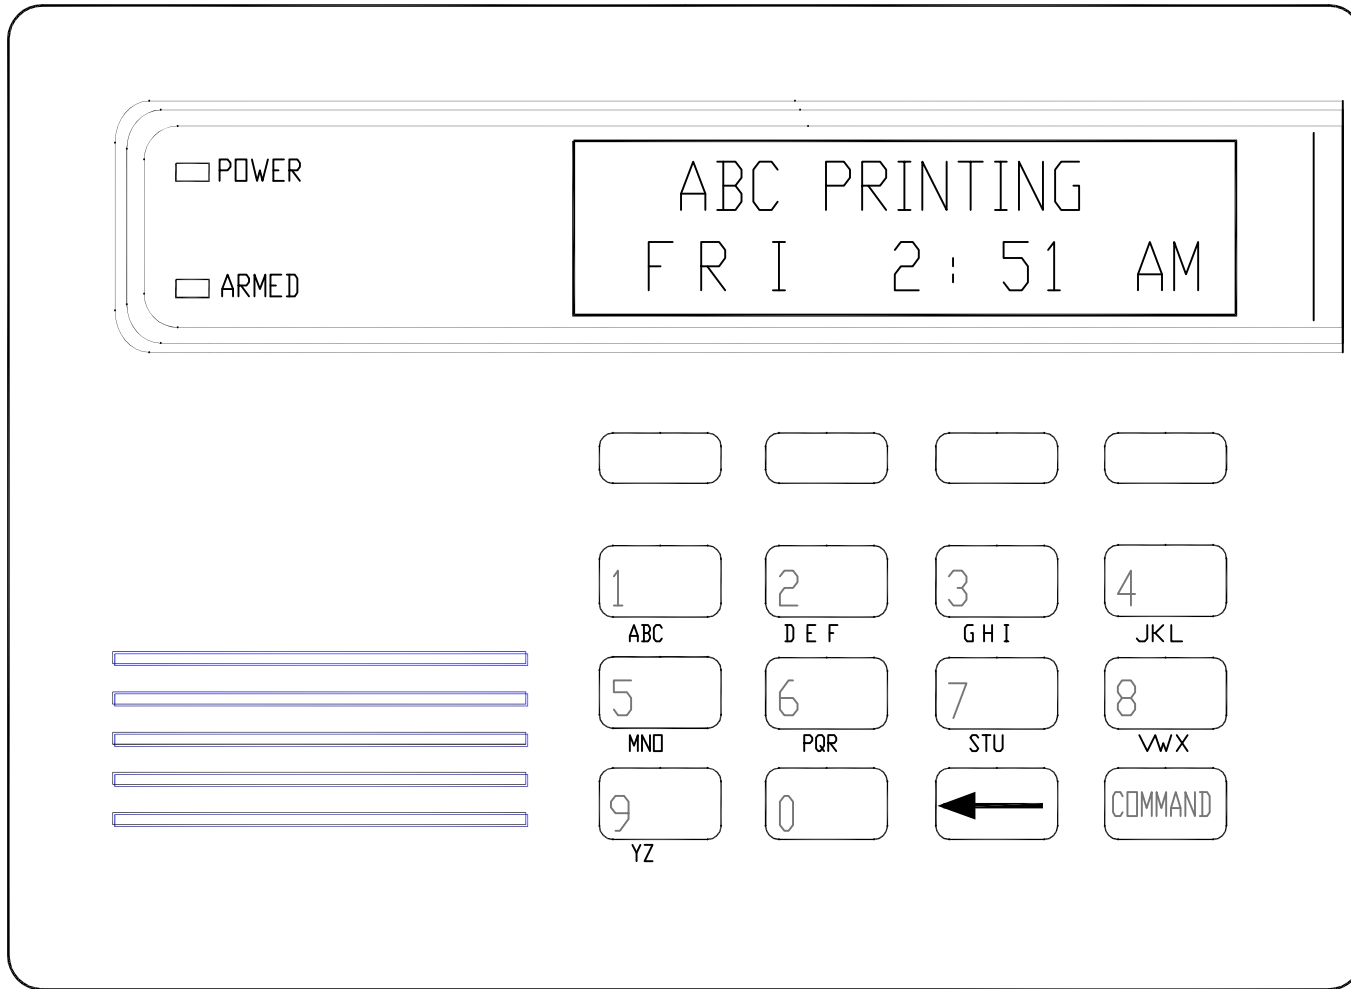 POWER
ABC PRINTING
FRI 2:51 AM
ARMED
1 2 3 4
ABC DEF GHI JKL
5 6 7 8
MNO PQR STU VWX
9 0 COMMAND
YZ